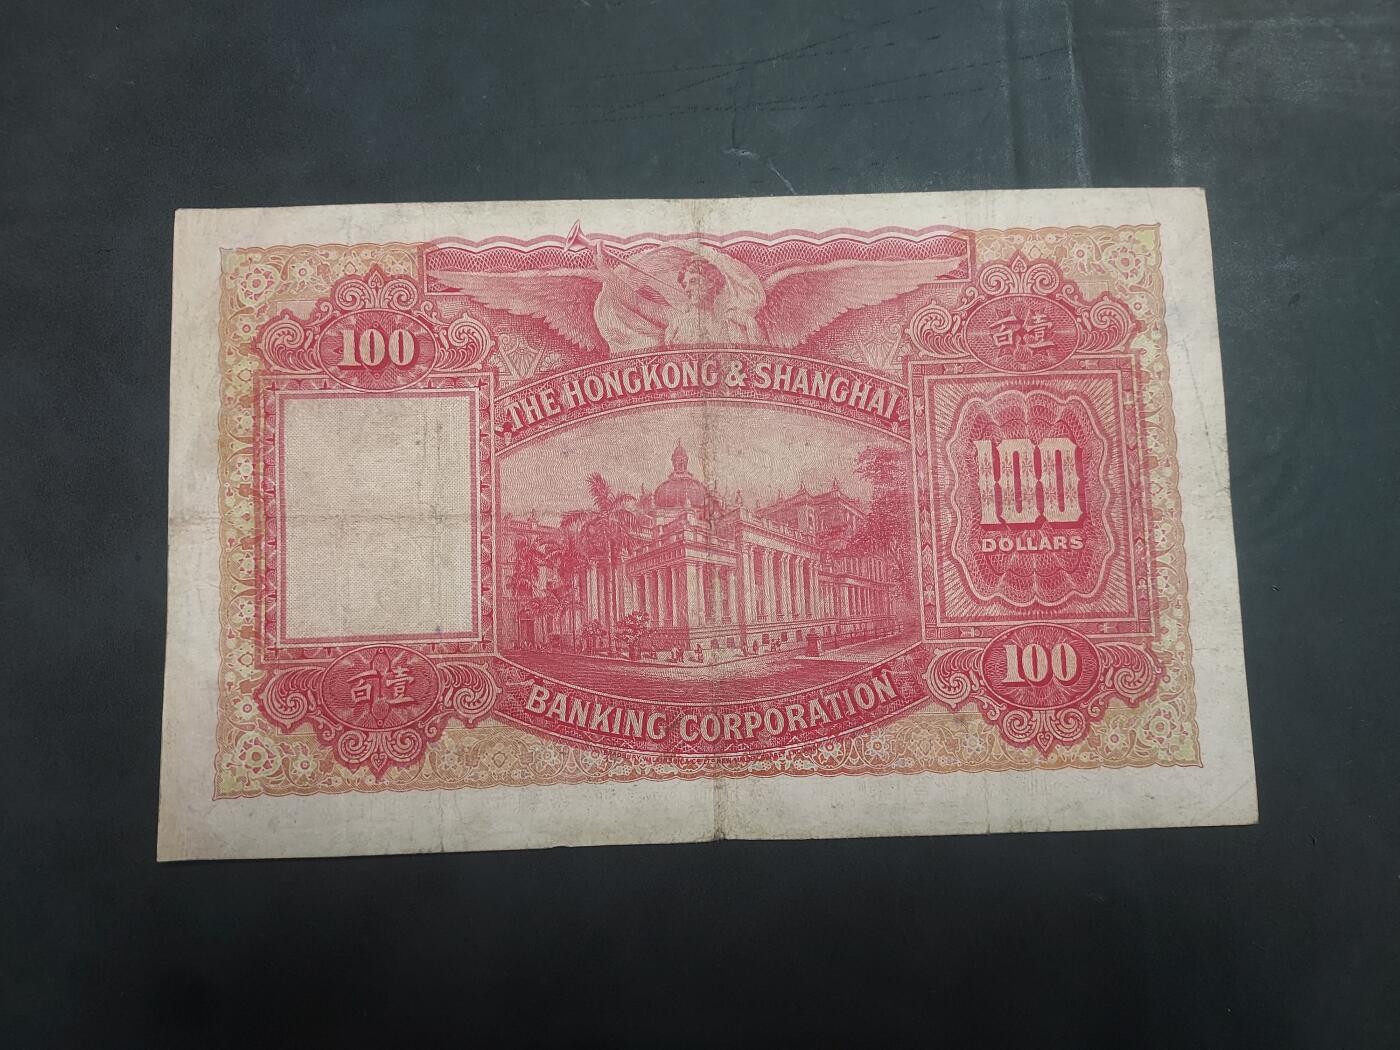 100
百壹
THE HONGKONG & SHANGHAI
100
DOLLARS
百壹
100
BANKING CORPORATION